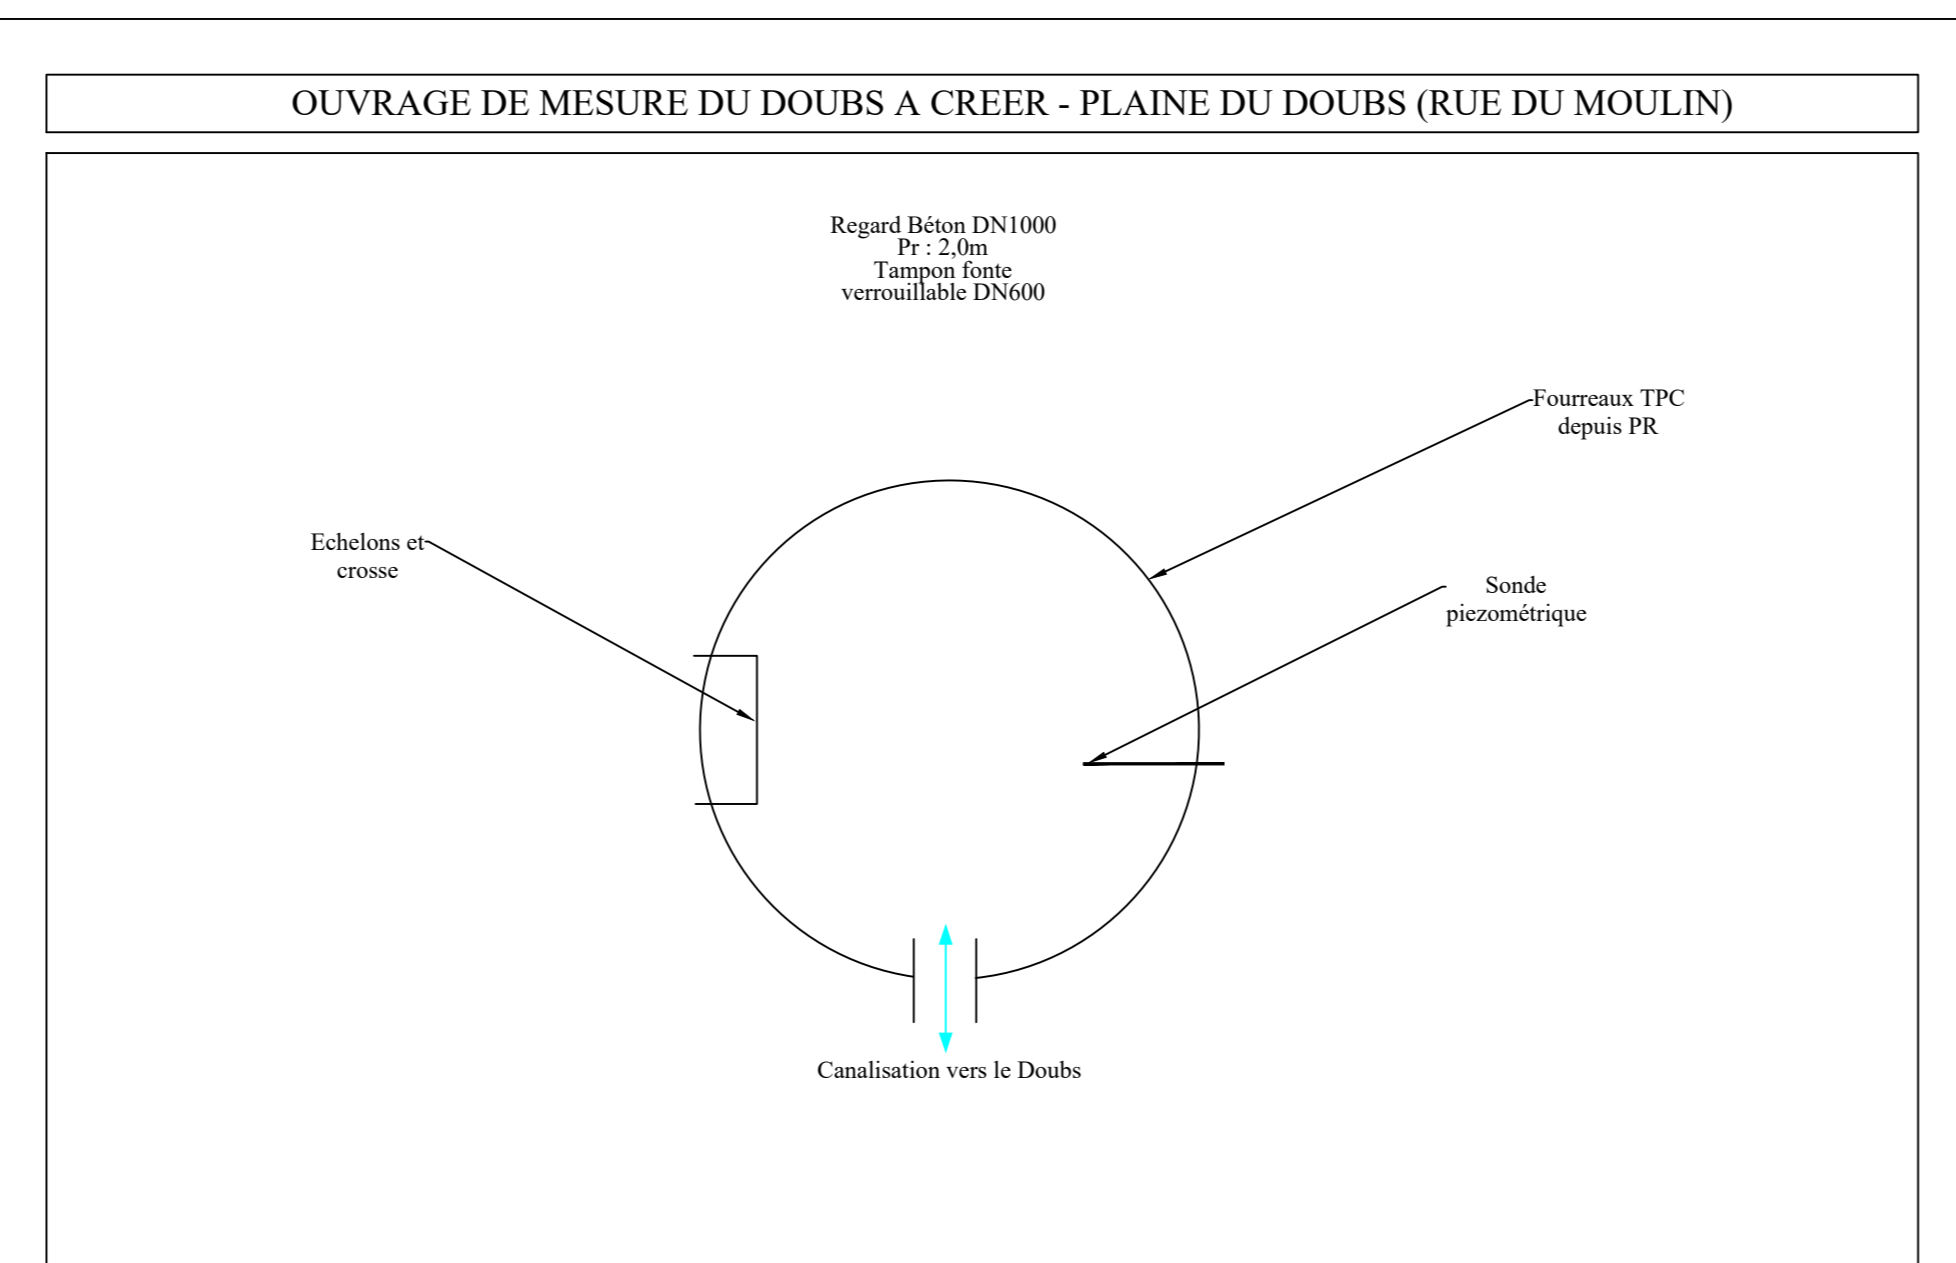 OUVRAGE DE MESURE DU DOUBS A CREER - PLAINE DU DOUBS (RUE DU MOULIN)
Regard Béton DN1000
Pr : 2,0m
Tampon fonte
verrouillable DN600
Fourreaux TPC
depuis PR
Echelons et
crosse
Sonde
piezométrique
Canalisation vers le Doubs